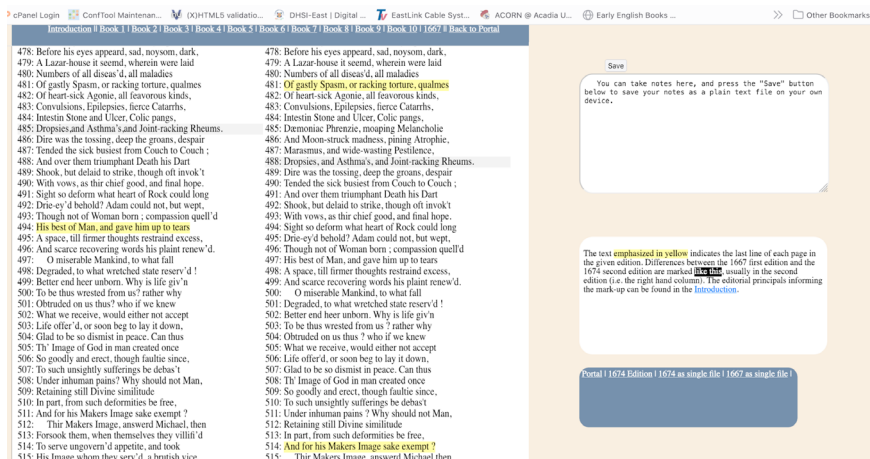 cPanel Login ConfTool Maintenan... (X)HTML5 validatio... DHSI-East | Digital ... EastLink Cable Syst... ACORN @ Acadia U... Early English Books ... Other Bookmarks
Introduction || Book 1 | Book 2 | Book 3 | Book 4 | Book 5 | Book 6 | Book 7 | Book 8 | Book 9 | Book 10 | 1667 || Back to Portal
478: Before his eyes appeard, sad, noysom, dark,
479: A Lazar-house it seemd, wherein were laid
480: Numbers of all diseas'd, all maladies
481: Of gastly Spasm, or racking torture, qualmes
482: Of heart-sick Agonie, all feavorous kinds,
483: Convulsions, Epilepsies, fierce Catarrhs,
484: Intestin Stone and Ulcer, Colic pangs,
485: Dropsies,and Asthma's,and Joint-racking Rheums.
486: Dire was the tossing, deep the groans, despair
487: Tended the sick busiest from Couch to Couch ;
488: And over them triumphant Death his Dart
489: Shook, but delaid to strike, though oft invok't
490: With vows, as thir chief good, and final hope.
491: Sight so deform what heart of Rock could long
492: Drie-ey'd behold? Adam could not, but wept,
493: Though not of Woman born ; compassion quell'd
494: His best of Man, and gave him up to tears
495: A space, till firmer thoughts restraind excess,
496: And scarce recovering words his plaint renew'd.
497: O miserable Mankind, to what fall
498: Degraded, to what wretched state reserv'd !
499: Better end heer unborn. Why is life giv'n
500: To be thus wrested from us? rather why
501: Obtruded on us thus? who if we knew
502: What we receive, would either not accept
503: Life offer'd, or soon beg to lay it down,
504: Glad to be so dismist in peace. Can thus
505: Th' Image of God in man created once
506: So goodly and erect, though faultie since,
507: To such unsightly sufferings be debas't
508: Under inhuman pains? Why should not Man,
509: Retaining still Divine similitude
510: In part, from such deformities be free,
511: And for his Makers Image sake exempt ?
512: Thir Makers Image, answerd Michael, then
513: Forsook them, when themselves they villifi'd
514: To serve ungovern'd appetite, and took
515: His Image whom they serv'd, a brutish vice
478: Before his eyes appeard, sad, noysom, dark,
479: A Lazar-house it seemd, wherein were laid
480: Numbers of all diseas'd, all maladies
481: Of gastly Spasm, or racking torture, qualmes
482: Of heart-sick Agonie, all feavorous kinds,
483: Convulsions, Epilepsies, fierce Catarrhs,
484: Intestin Stone and Ulcer, Colic pangs,
485: Dæmoniac Phrenzie, moaping Melancholie
486: And Moon-struck madness, pining Atrophie,
487: Marasmus, and wide-wasting Pestilence,
488: Dropsies, and Asthma's, and Joint-racking Rheums.
489: Dire was the tossing, deep the groans, despair
490: Tended the sick busiest from Couch to Couch ;
491: And over them triumphant Death his Dart
492: Shook, but delaid to strike, though oft invok't
493: With vows, as thir chief good, and final hope.
494: Sight so deform what heart of Rock could long
495: Drie-ey'd behold? Adam could not, but wept,
496: Though not of Woman born ; compassion quell'd
497: His best of Man, and gave him up to tears
498: A space, till firmer thoughts restraind excess,
499: And scarce recovering words his plaint renew'd.
500: O miserable Mankind, to what fall
501: Degraded, to what wretched state reserv'd !
502: Better end heer unborn. Why is life giv'n
503: To be thus wrested from us ? rather why
504: Obtruded on us thus ? who if we knew
505: What we receive, would either not accept
506: Life offer'd, or soon beg to lay it down,
507: Glad to be so dismist in peace. Can thus
508: Th' Image of God in man created once
509: So goodly and erect, though faultie since,
510: To such unsightly sufferings be debas't
511: Under inhuman pains ? Why should not Man,
512: Retaining still Divine similitude
513: In part, from such deformities be free,
514: And for his Makers Image sake exempt ?
515: Thir Makers Image, answerd Michael,then
Save
You can take notes here, and press the "Save" button
below to save your notes as a plain text file on your own
device.
The text emphasized in yellow indicates the last line of each page in
the given edition. Differences between the 1667 first edition and the
1674 second edition are marked like this, usually in the second
edition (i.e. the right hand column). The editorial principals informing
the mark-up can be found in the Introduction.
Portal | 1674 Edition | 1674 as single file | 1667 as single file |